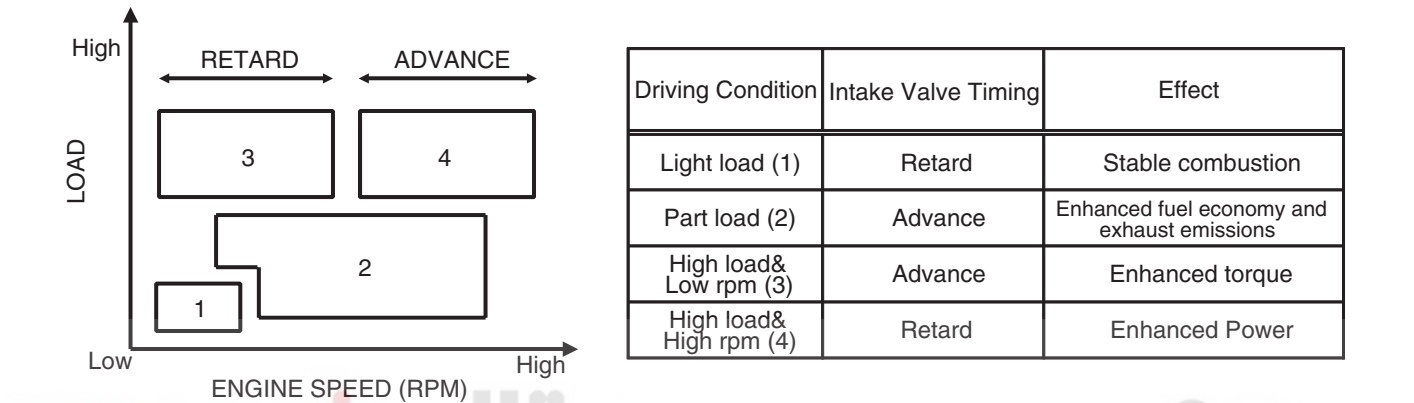 High
RETARD
ADVANCE
3
4
LOAD
2
1
Low
High
ENGINE SPEED (RPM)
Driving Condition
Intake Valve Timing
Effect
Light load (1)
Retard
Stable combustion
Part load (2)
Advance
Enhanced fuel economy and
exhaust emissions
High load&
Low rpm (3)
Advance
Enhanced torque
High load&
High rpm (4)
Retard
Enhanced Power